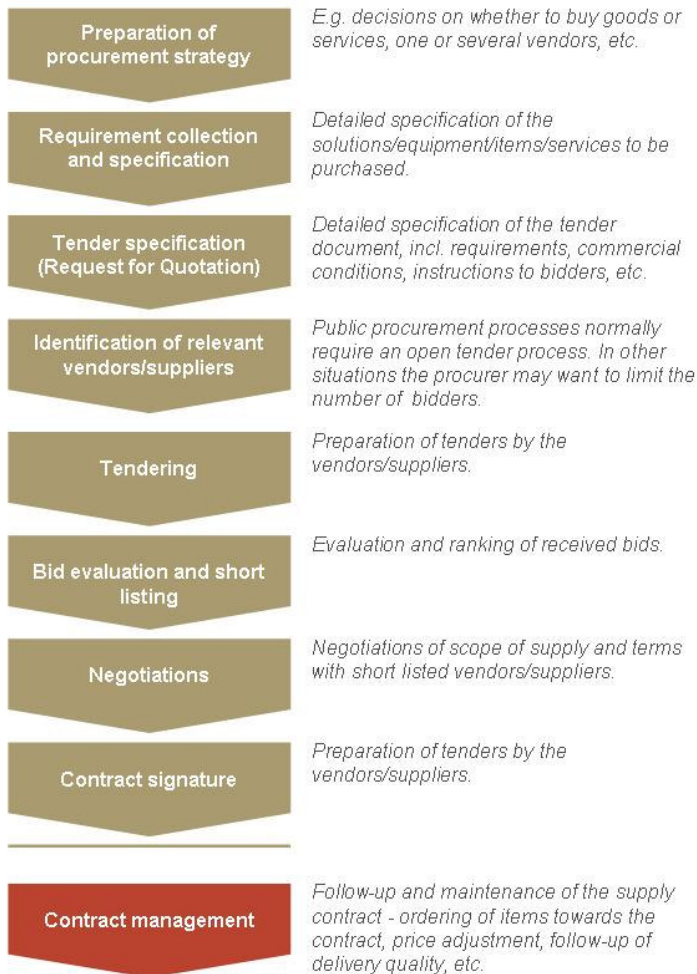 Preparation of
procurement strategy
E.g. decisions on whether to buy goods or
services, one or several vendors, etc.
Requirement collection
and specification
Detailed specification of the
solutions/equipment/items/services to be
purchased.
Tender specification
(Request for Quotation)
Detailed specification of the tender
document, incl. requirements, commercial
conditions, instructions to bidders, etc.
Identification of relevant
vendors/suppliers
Public procurement processes normally
require an open tender process. In other
situations the procurer may want to limit the
number of bidders.
Tendering
Preparation of tenders by the
vendors/suppliers.
Bid evaluation and short
listing
Evaluation and ranking of received bids.
Negotiations
Negotiations of scope of supply and terms
with short listed vendors/suppliers.
Contract signature
Preparation of tenders by the
vendors/suppliers.
Contract management
Follow-up and maintenance of the supply
contract - ordering of items towards the
contract, price adjustment, follow-up of
delivery quality, etc.